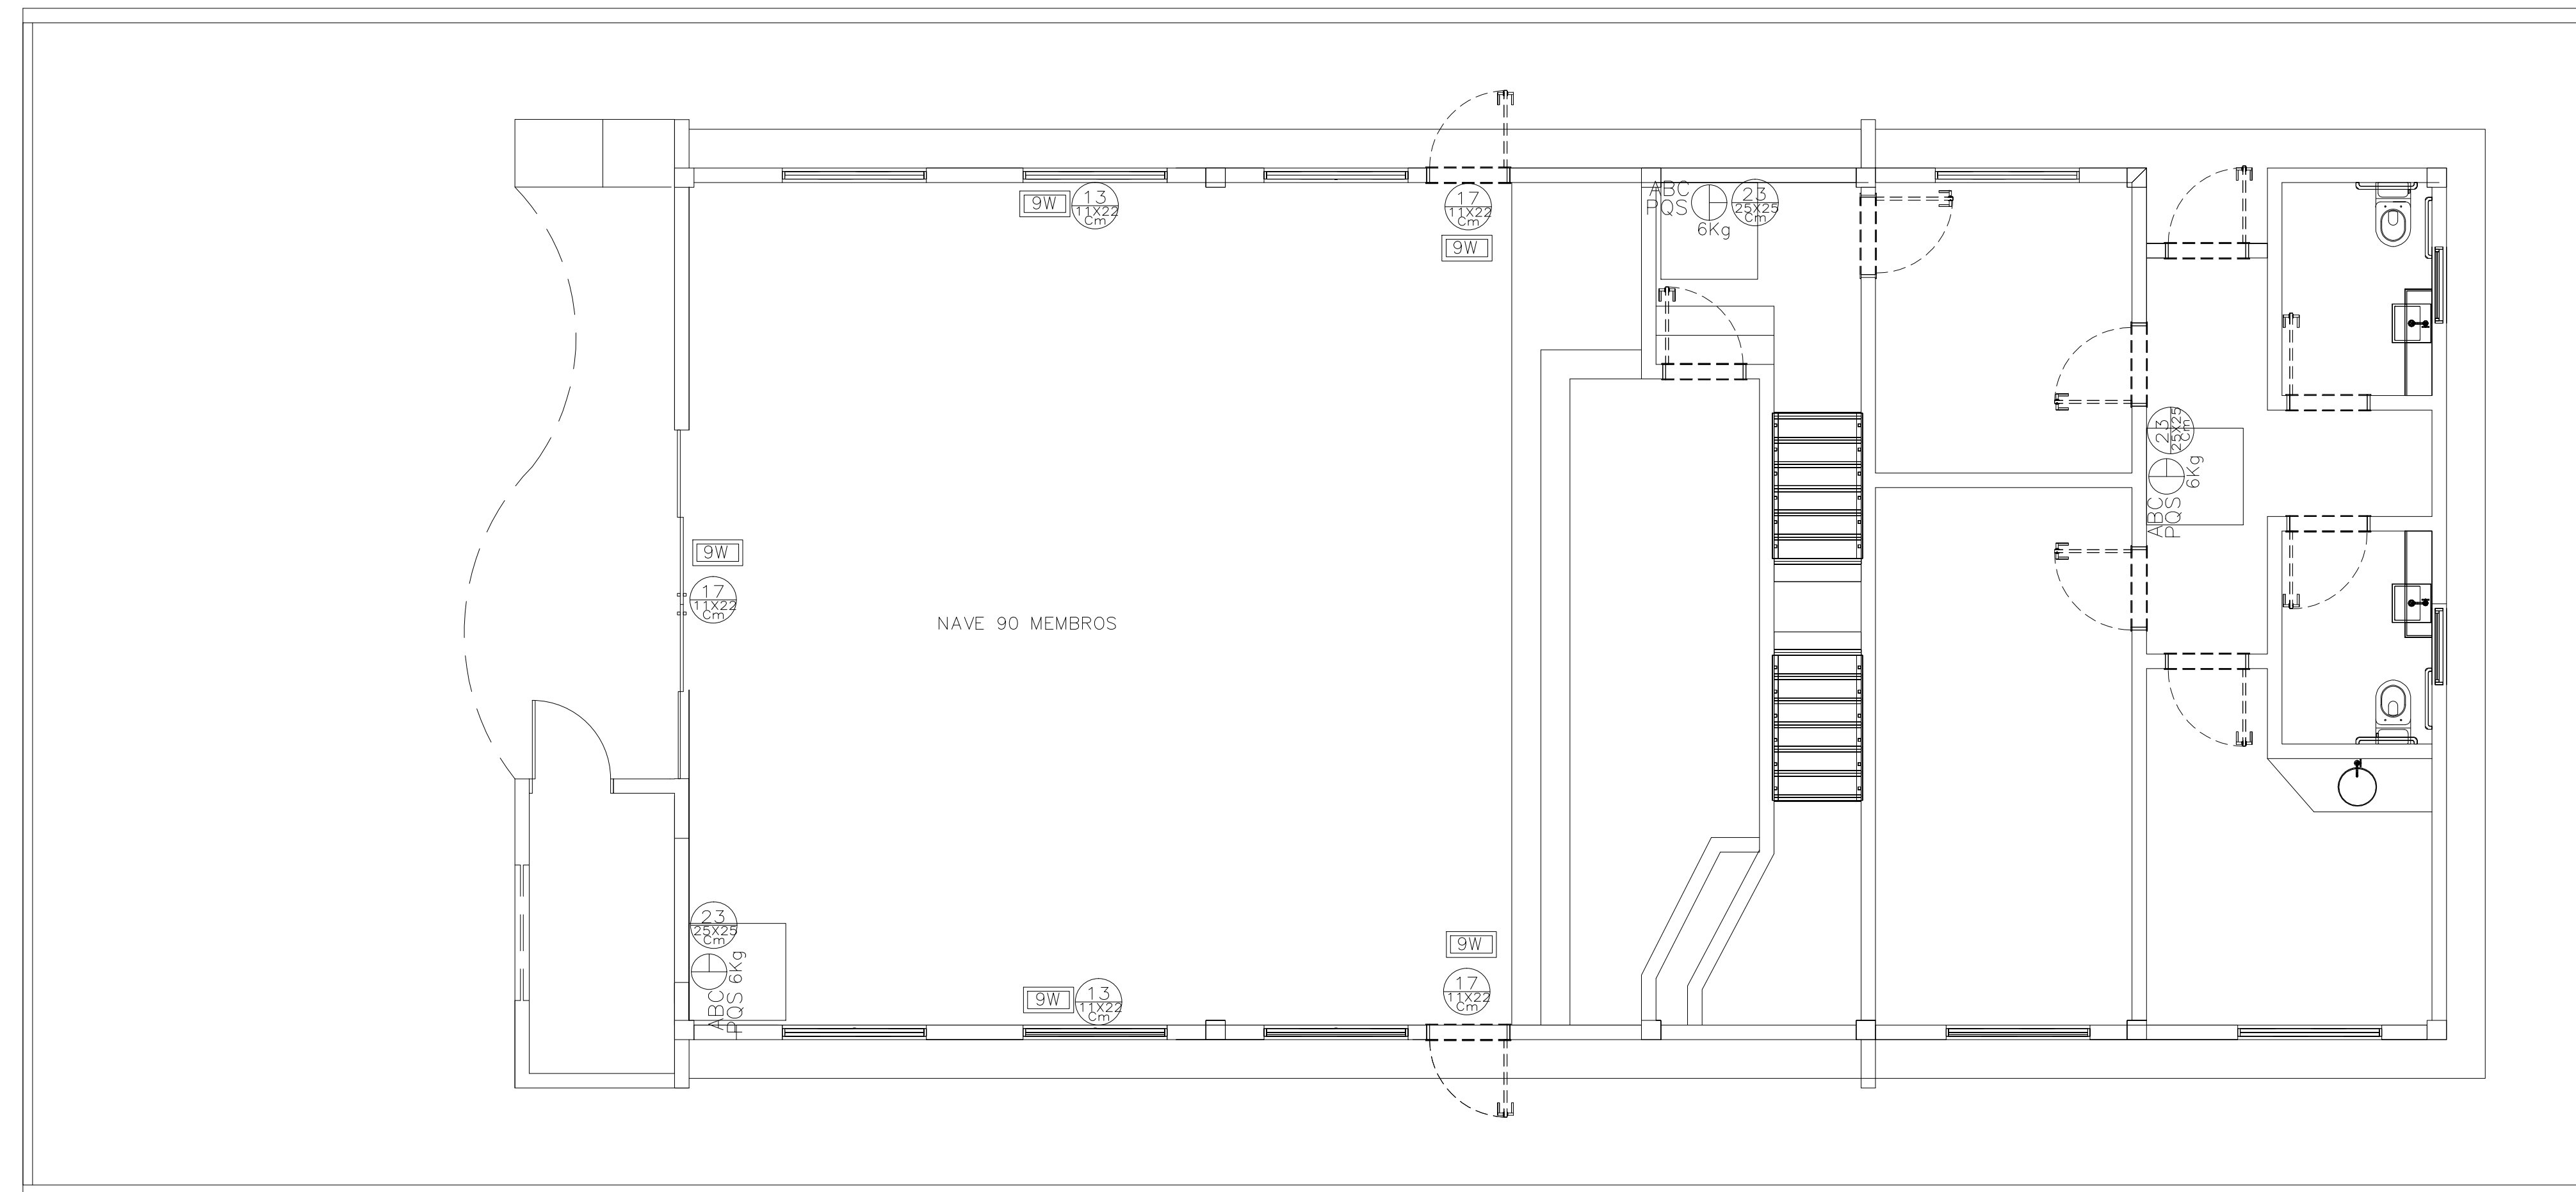 9W
13
11X22
Cm
17
11X22
Cm
9W
ABC
PQS
6Kg
23
25X25
Cm
23
25X25
Cm
6Kg
ABC
PQS
9W
17
11X22
Cm
NAVE 90 MEMBROS
23
25X25
Cm
ABC
PQS 6Kg
9W
13
11X22
Cm
9W
17
11X22
Cm